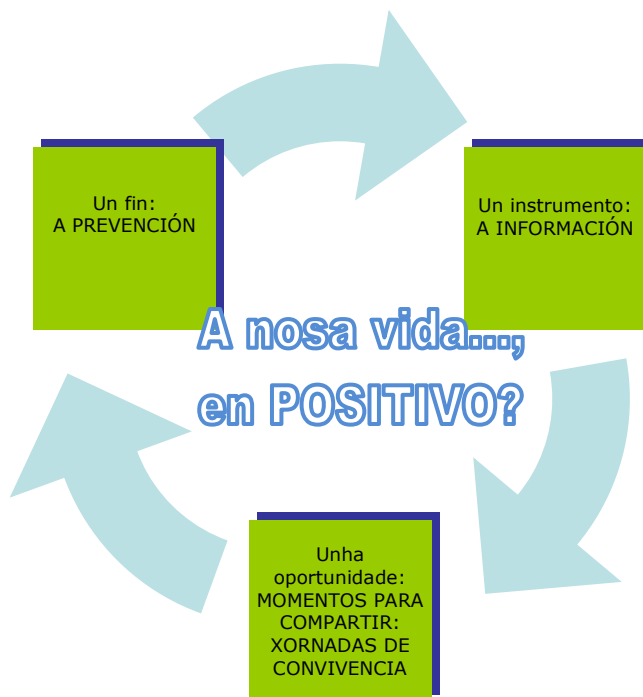 Un fin:
A PREVENCIÓN
Un instrumento:
A INFORMACIÓN
A nosa vida...,
en POSITIVO?
Unha
oportunidade:
MOMENTOS PARA
COMPARTIR:
XORNADAS DE
CONVIVENCIA